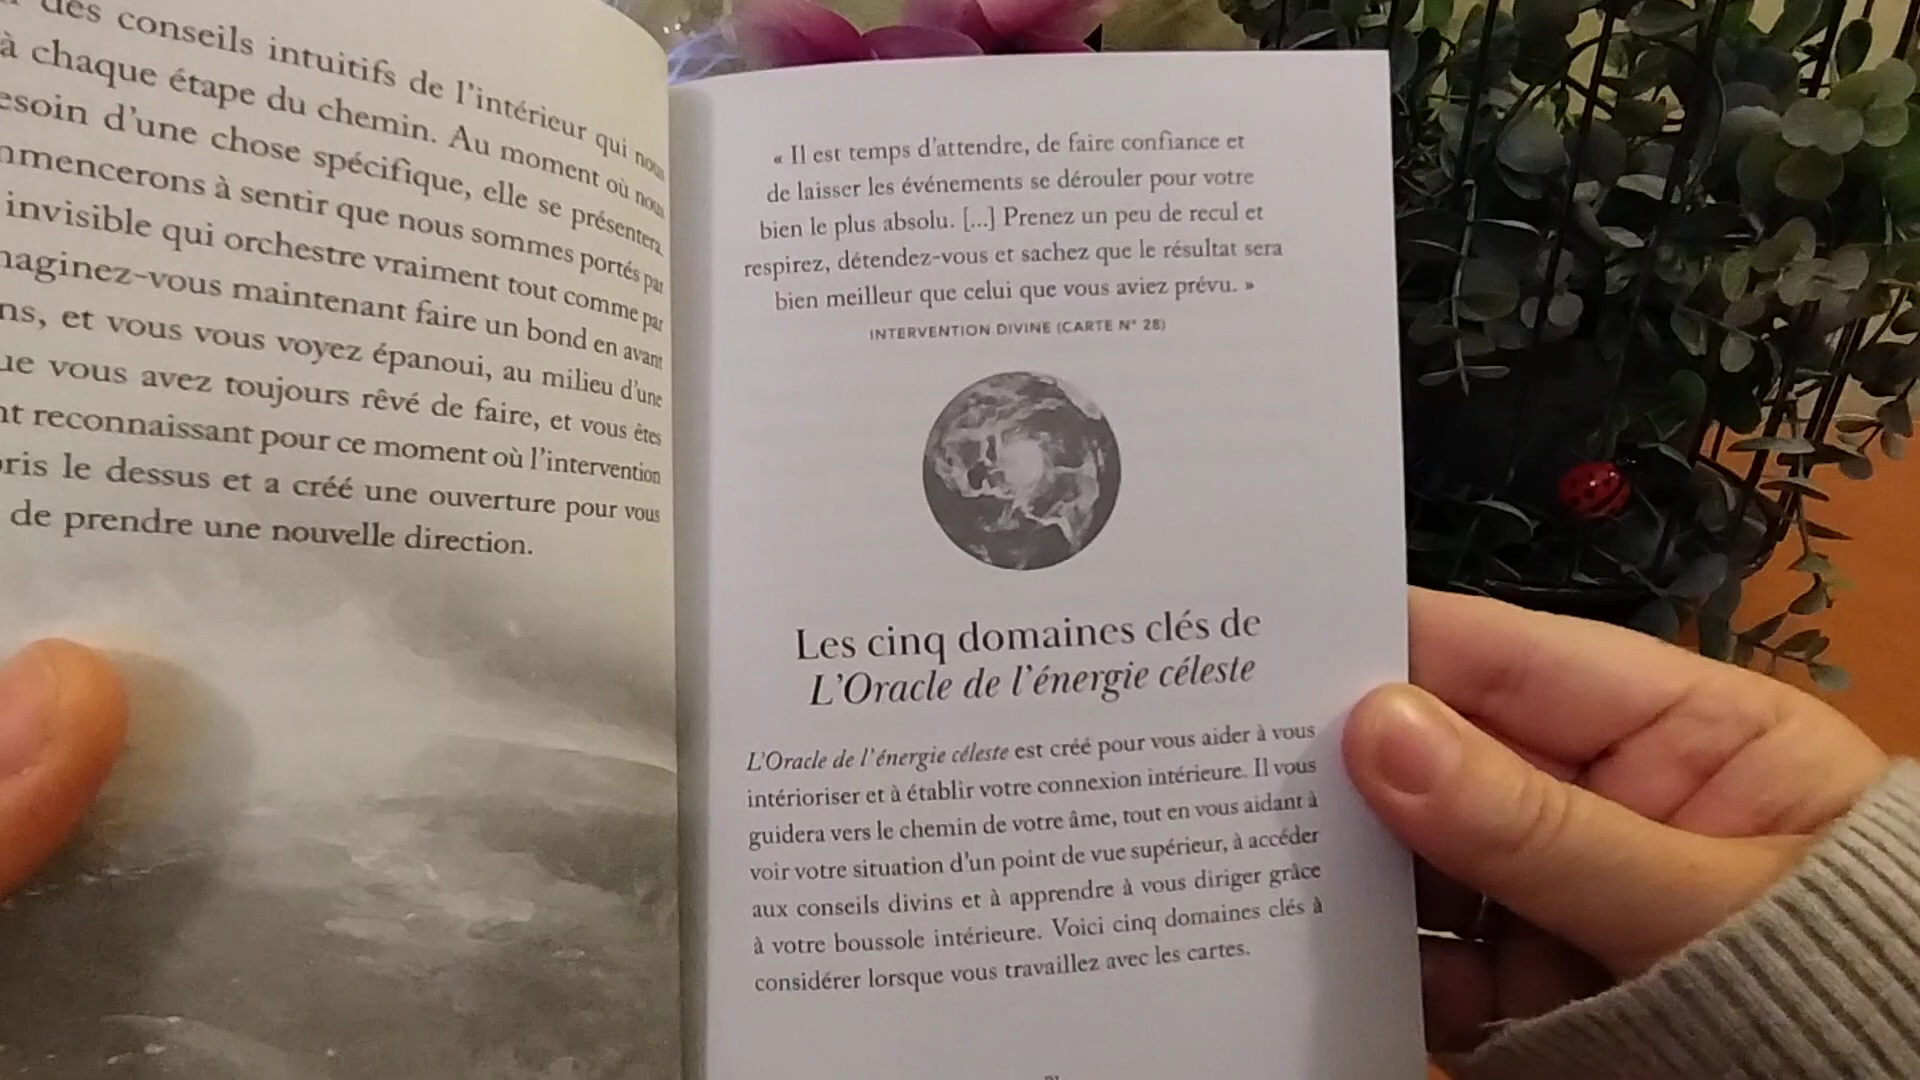 des conseils intuitifs de l'intérieur qui nous
à chaque étape du chemin. Au moment où nous
d'une chose spécifique, elle se présentera
à sentir que nous sommes portés par
invisible qui orchestre vraiment tout comme par
maintenant faire un bond en avant
et vous vous voyez épanoui, au milieu d'une
vous avez toujours rêvé de faire, et vous êtes
reconnaissant pour ce moment où l'intervention
le dessus et a créé une ouverture pour vous
de prendre une nouvelle direction.
« Il est temps d'attendre, de faire confiance et
de laisser les événements se dérouler pour votre
bien le plus absolu. [...] Prenez un peu de recul et
respirez, détendez-vous et sachez que le résultat sera
bien meilleur que celui que vous aviez prévu. »
INTERVENTION DIVINE (CARTE N° 28)
Les cinq domaines clés de
L'Oracle de l'énergie céleste
L'Oracle de l'énergie céleste est créé pour vous aider à vous
intérioriser et à établir votre connexion intérieure. Il vous
guidera vers le chemin de votre âme, tout en vous aidant à
voir votre situation d'un point de vue supérieur, à accéder
aux conseils divins et à apprendre à vous diriger grâce
à votre boussole intérieure. Voici cinq domaines clés à
considérer lorsque vous travaillez avec les cartes.